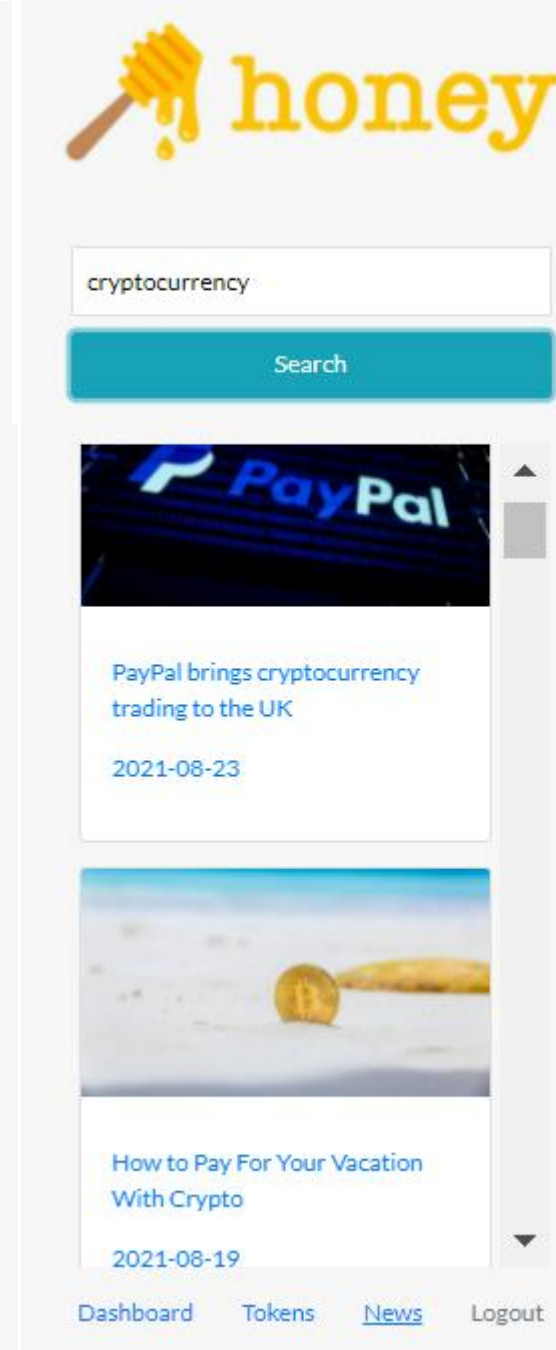 honey
cryptocurrency
Search
PayPal
PayPal brings cryptocurrency
trading to the UK
2021-08-23
How to Pay For Your Vacation
With Crypto
2021-08-19
Dashboard Tokens News Logout